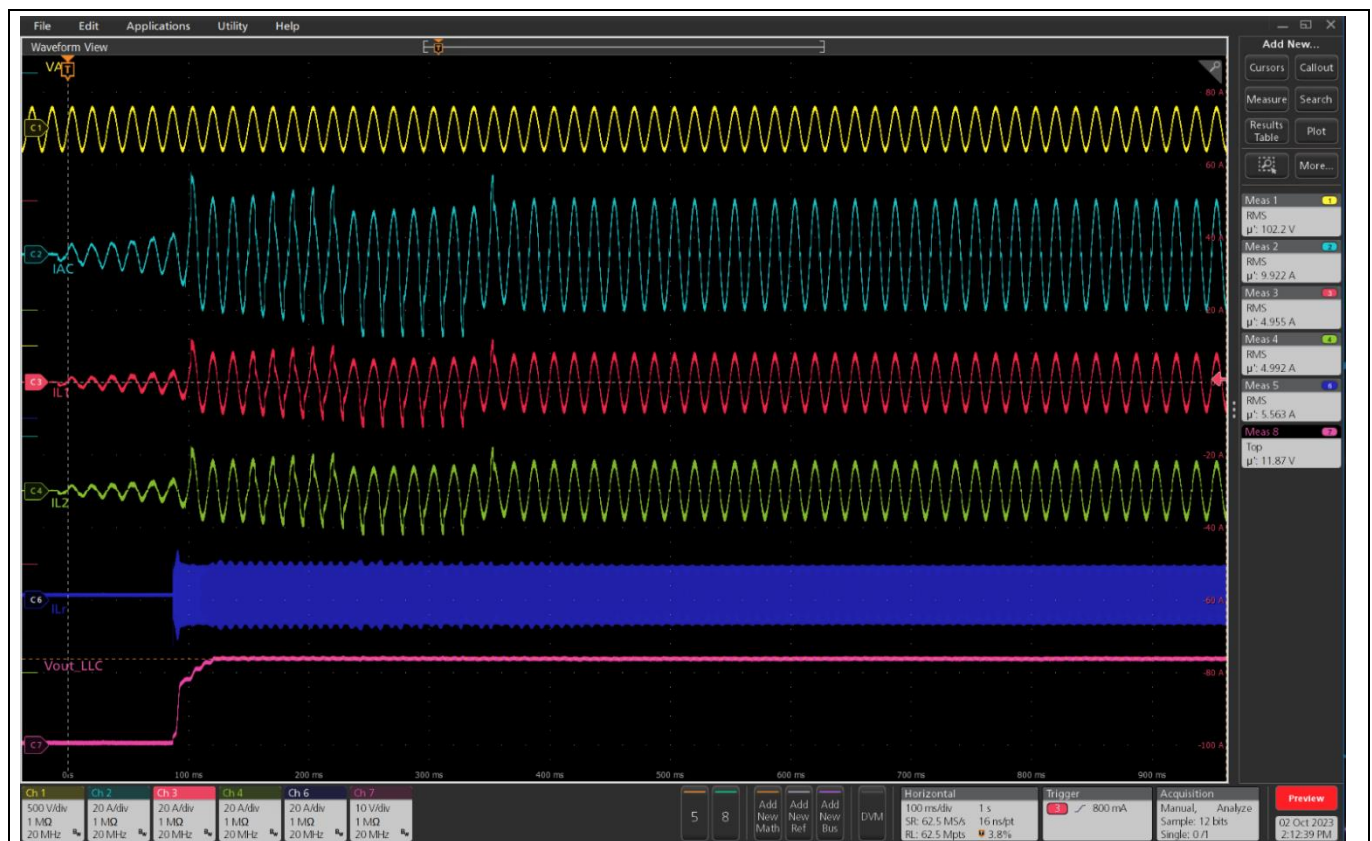 File Edit Applications Utility Help
Waveform View
Add New...
Cursors Callout
Measure Search
Results Table Plot
More...
T
T
80 A
C1
60 A
C2
IAC
40 A
20 A
C3
IL1
-20 A
C4
IL2
-40 A
C6
ILr
-60 A
Vout_LLC
-80 A
C7
-100 A
0 s 100 ms 200 ms 300 ms 400 ms 500 ms 600 ms 700 ms 800 ms 900 ms
Meas 1 1
RMS
µ': 102.2 V
Meas 2 2
RMS
µ': 9.922 A
Meas 3 3
RMS
µ': 4.955 A
Meas 4 4
RMS
µ': 4.992 A
Meas 5 6
RMS
µ': 5.563 A
Meas 8 7
Top
µ': 11.87 V
Ch 1
500 V/div
1 MΩ
20 MHz
Ch 2
20 A/div
1 MΩ
20 MHz
Ch 3
20 A/div
1 MΩ
20 MHz
Ch 4
20 A/div
1 MΩ
20 MHz
Ch 6
20 A/div
1 MΩ
20 MHz
Ch 7
10 V/div
1 MΩ
20 MHz
5
8
Add New Math
Add New Ref
Add New Bus
DVM
Horizontal
100 ms/div 1 s
SR: 62.5 MS/s 16 ns/pt
RL: 62.5 Mpts 3.8%
Trigger
3 800 mA
Acquisition
Manual, Analyze
Sample: 12 bits
Single: 0 /1
Preview
02 Oct 2023
2:12:39 PM